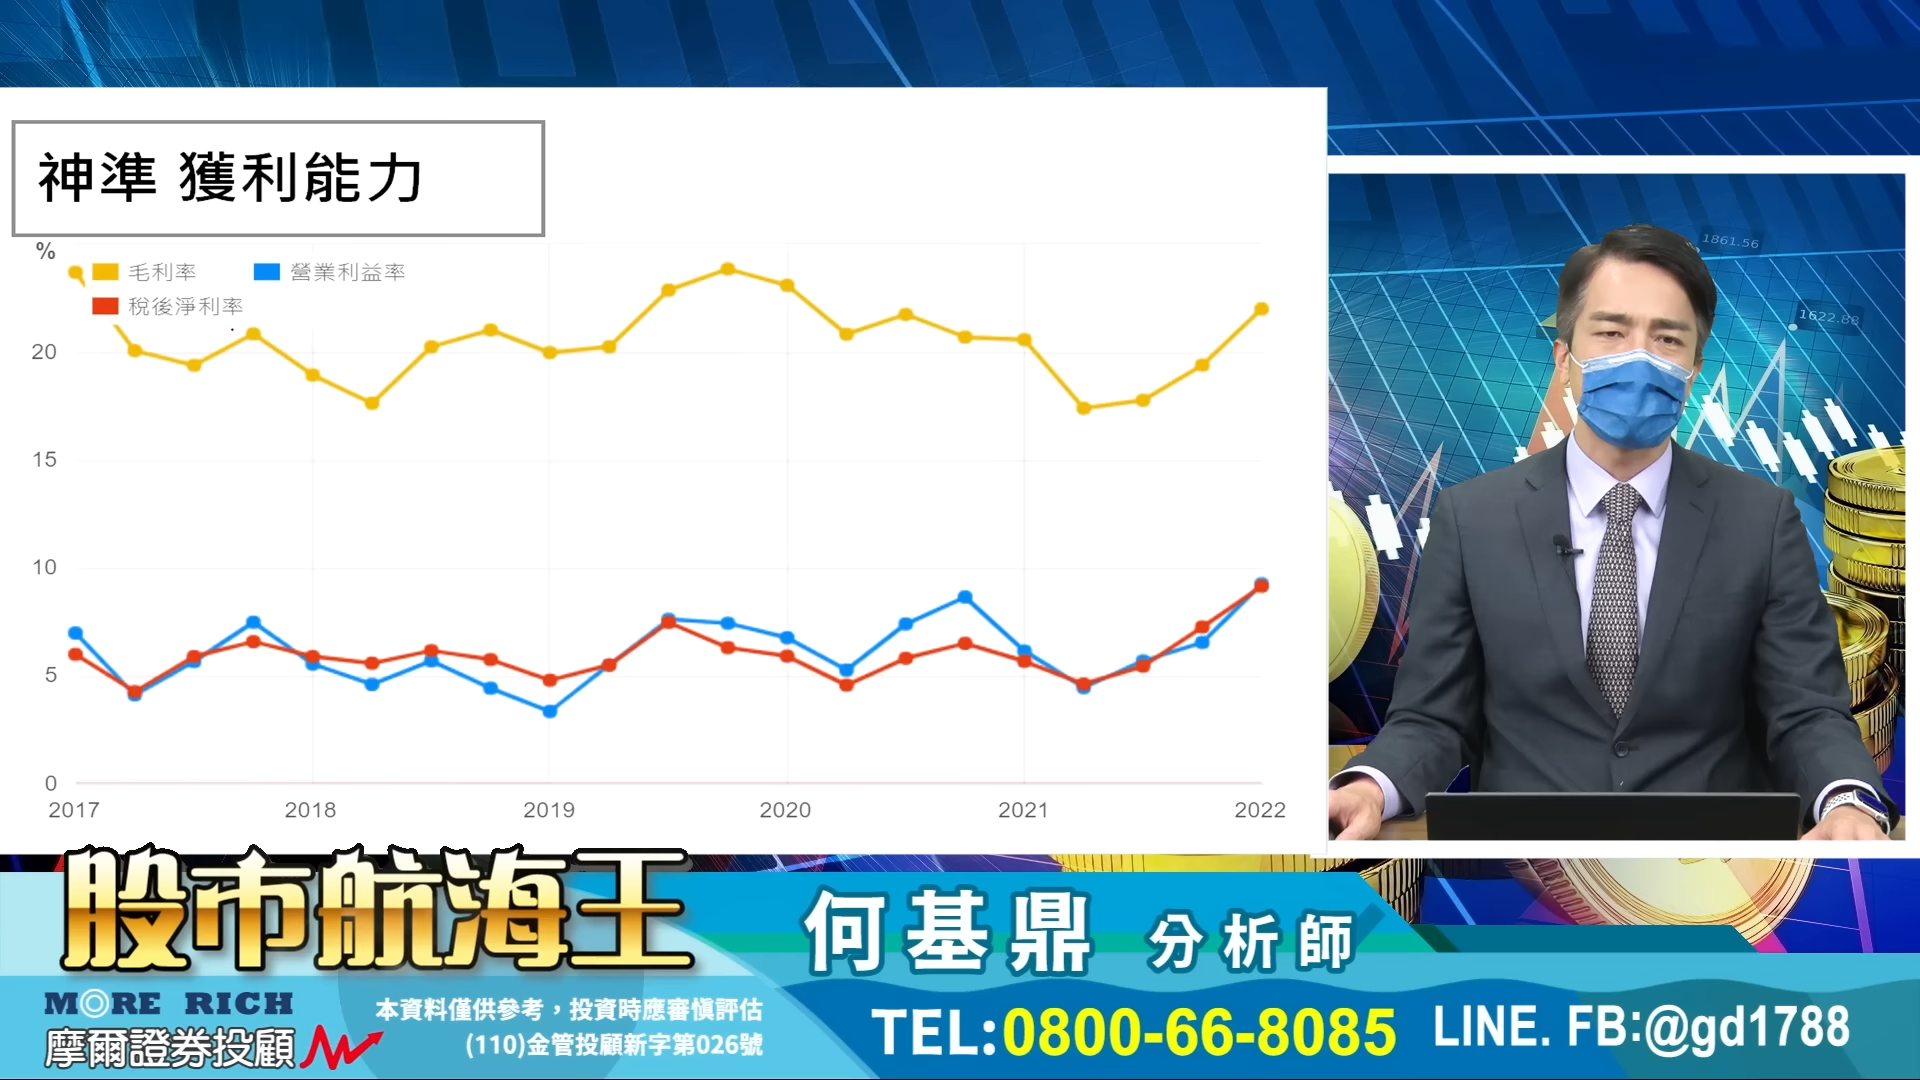 神準 獲利能力
%
毛利率 營業利益率
稅後淨利率
20
15
10
5
0
2017 2018 2019 2020 2021 2022
1861.56
1622.88
股市航海王
MORE RICH
摩爾證券投顧
本資料僅供參考，投資時應審慎評估
(110)金管投顧新字第026號
何基鼎 分析師
TEL:0800-66-8085
LINE. FB:@gd1788